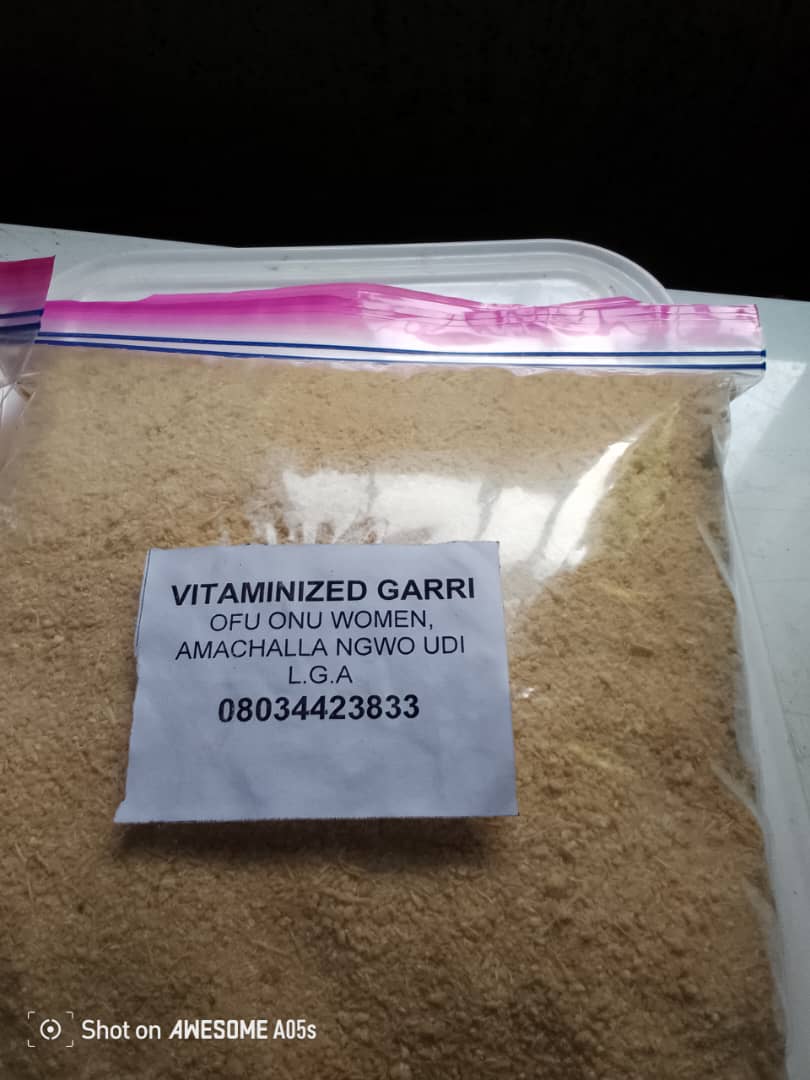 VITAMINIZED GARRI
OFU ONU WOMEN,
AMACHALLA NGWO UDI
L.G.A
08034423833
Shot on AWESOME A05s